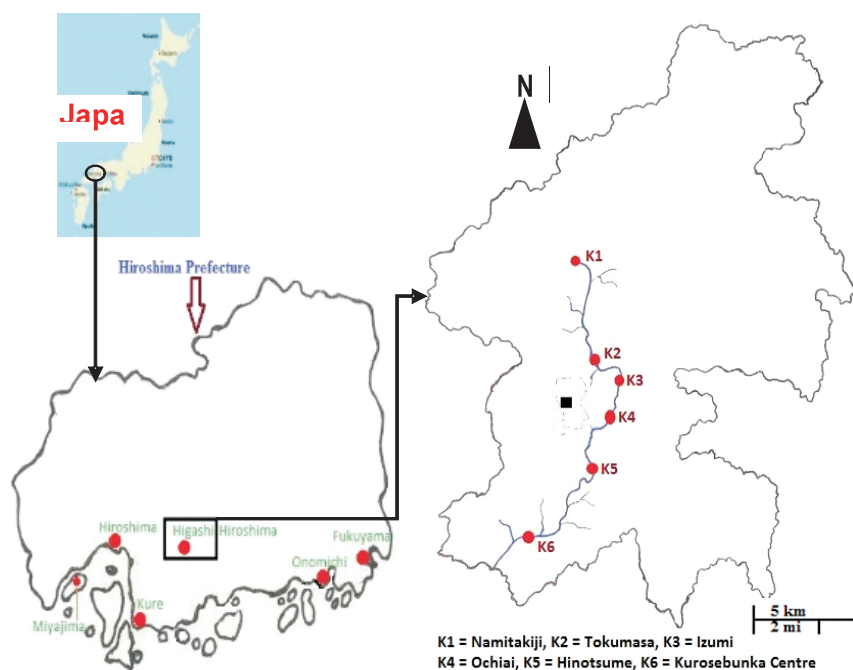 Japa
Hiroshima Prefecture
N
K1
K2
K3
K4
K5
K6
Hiroshima
Higashi Hiroshima
Fukuyama
Onomichi
Kure
Miyajima
5 km
2 mi
K1 = Namitakiji, K2 = Tokumasa, K3 = Izumi
K4 = Ochiai, K5 = Hinotsume, K6 = Kurosebunka Centre